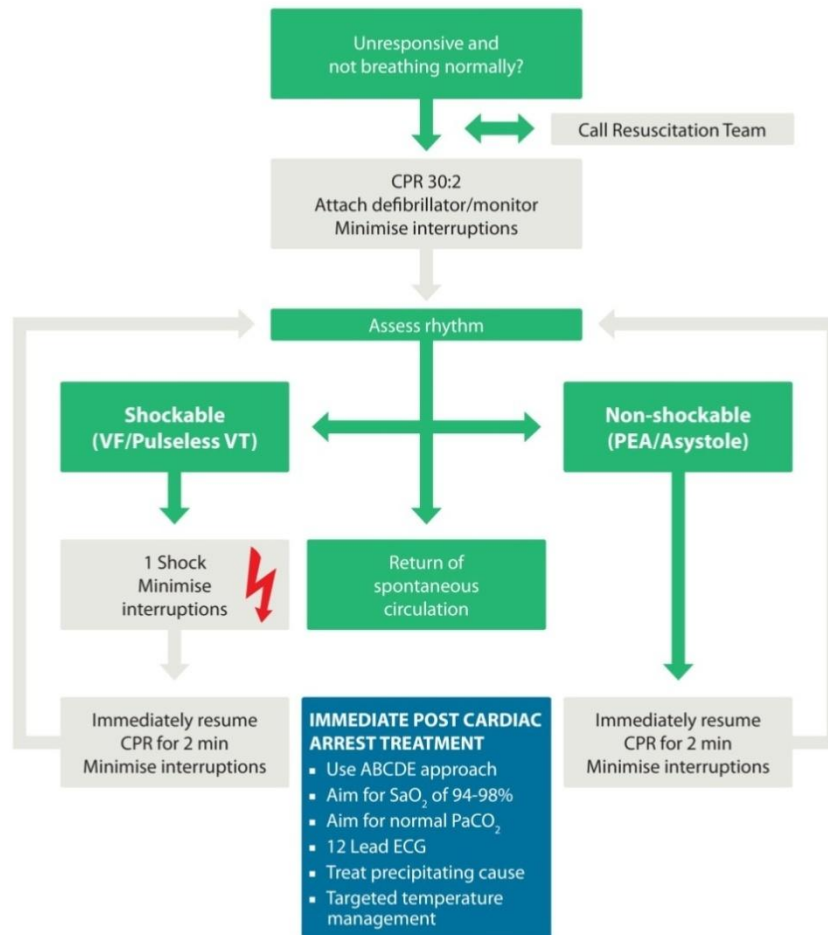 Unresponsive and
not breathing normally?
Call Resuscitation Team
CPR 30:2
Attach defibrillator/monitor
Minimise interruptions
Assess rhythm
Shockable
(VF/Pulseless VT)
Non-shockable
(PEA/Asystole)
1 Shock
Minimise
interruptions
Return of
spontaneous
circulation
Immediately resume
CPR for 2 min
Minimise interruptions
IMMEDIATE POST CARDIAC
ARREST TREATMENT
▪ Use ABCDE approach
▪ Aim for SaO₂ of 94-98%
▪ Aim for normal PaCO₂
▪ 12 Lead ECG
▪ Treat precipitating cause
▪ Targeted temperature
management
Immediately resume
CPR for 2 min
Minimise interruptions